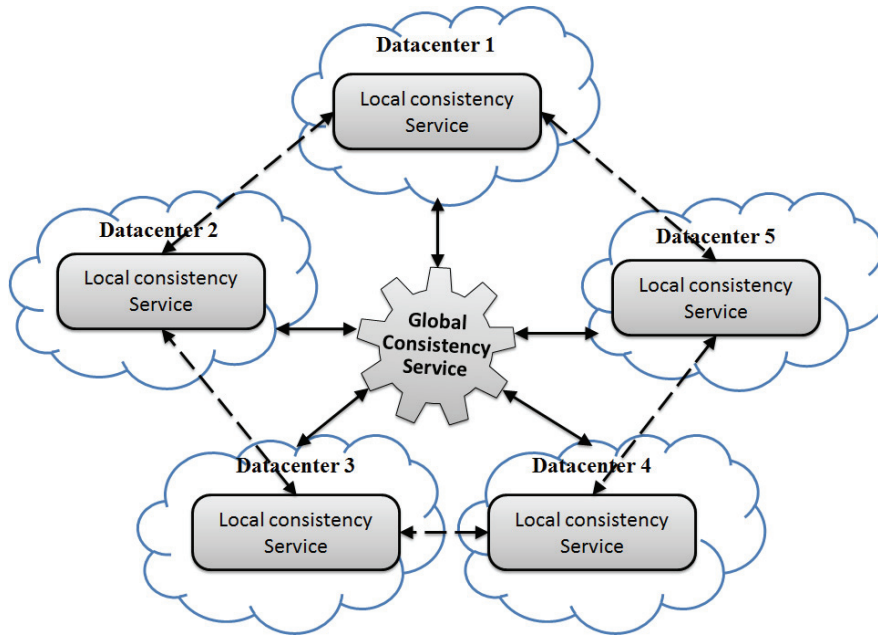 Datacenter 1
Local consistency
Service
Datacenter 2
Local consistency
Service
Datacenter 5
Local consistency
Service
Global
Consistency
Service
Datacenter 3
Local consistency
Service
Datacenter 4
Local consistency
Service